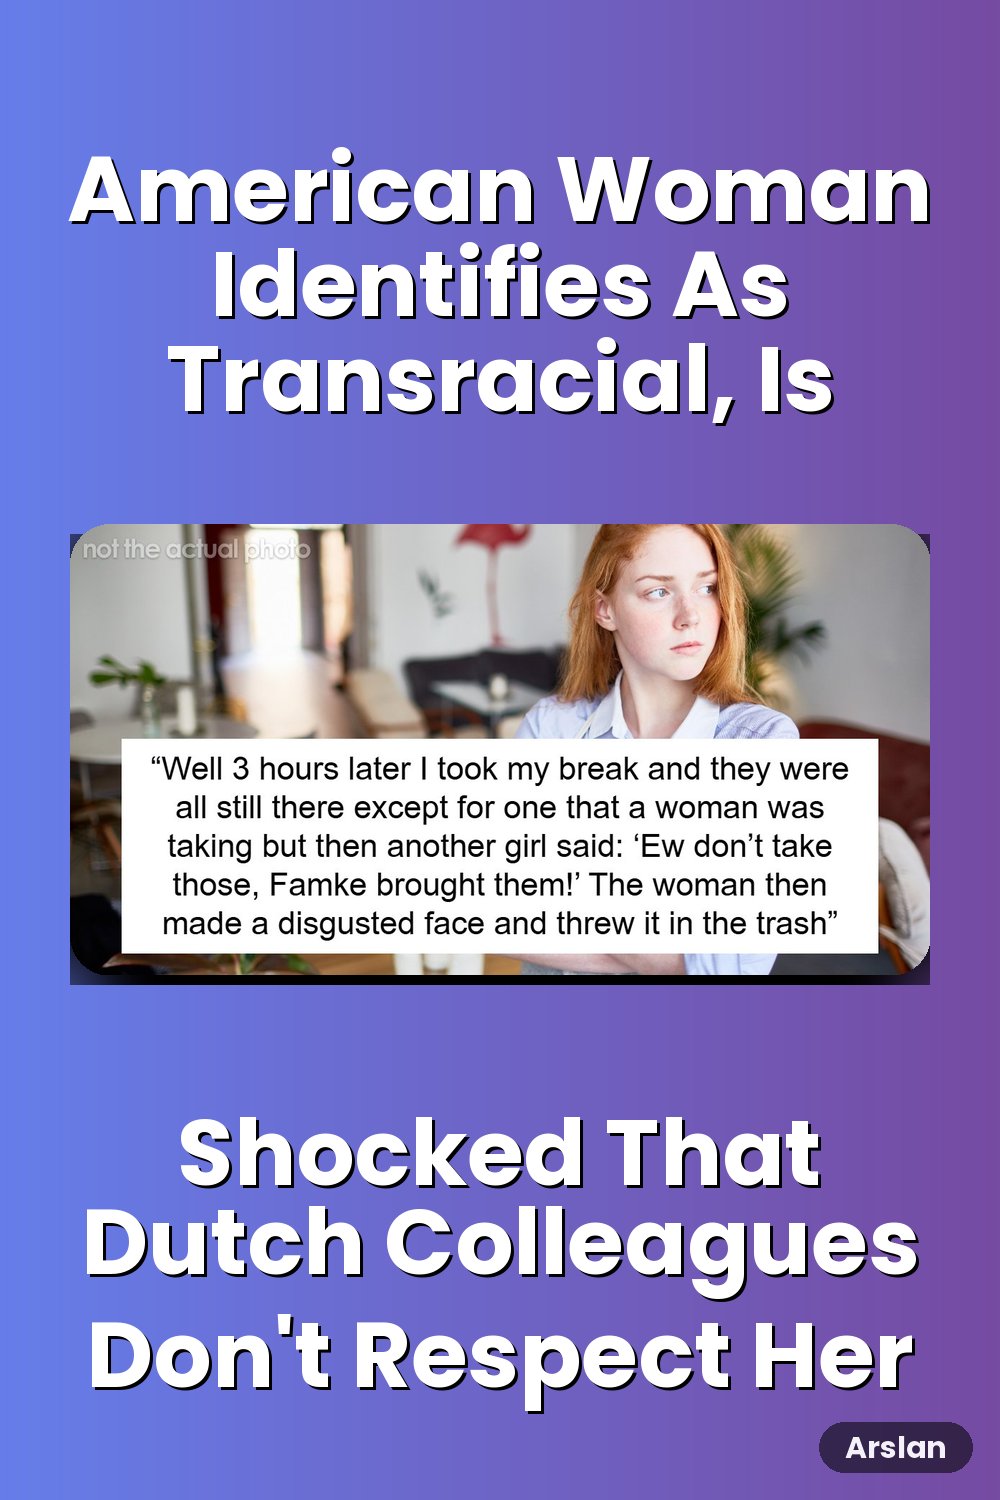 American Woman
Identifies As
Transracial, Is
not the actual photo
“Well 3 hours later I took my break and they were
all still there except for one that a woman was
taking but then another girl said: ‘Ew don’t take
those, Famke brought them!’ The woman then
made a disgusted face and threw it in the trash”
Shocked That
Dutch Colleagues
Don't Respect Her
Arslan